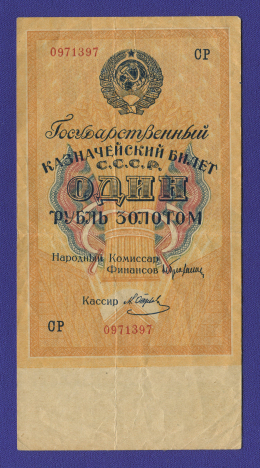 0971397 СР
Государственный
КАЗНАЧЕЙСКИЙ БИЛЕТ
С.С.С.Р.
ОДИН
РУБЛЬ ЗОЛОТОМ
Народный Комиссар
Финансов
Кассир
СР 0971397